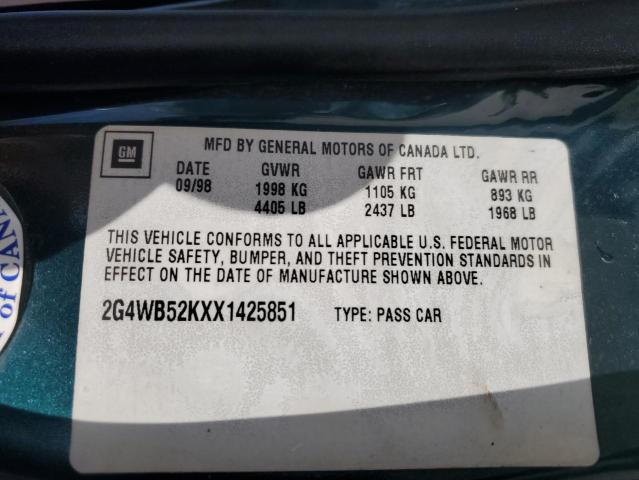 GM
MFD BY GENERAL MOTORS OF CANADA LTD.
DATE GVWR GAWR FRT GAWR RR
09/98 1998 KG 1105 KG 893 KG
4405 LB 2437 LB 1968 LB
THIS VEHICLE CONFORMS TO ALL APPLICABLE U.S. FEDERAL MOTOR
VEHICLE SAFETY, BUMPER, AND THEFT PREVENTION STANDARDS IN
EFFECT ON THE DATE OF MANUFACTURE SHOWN ABOVE.
2G4WB52KXX1425851 TYPE: PASS CAR
of CANN